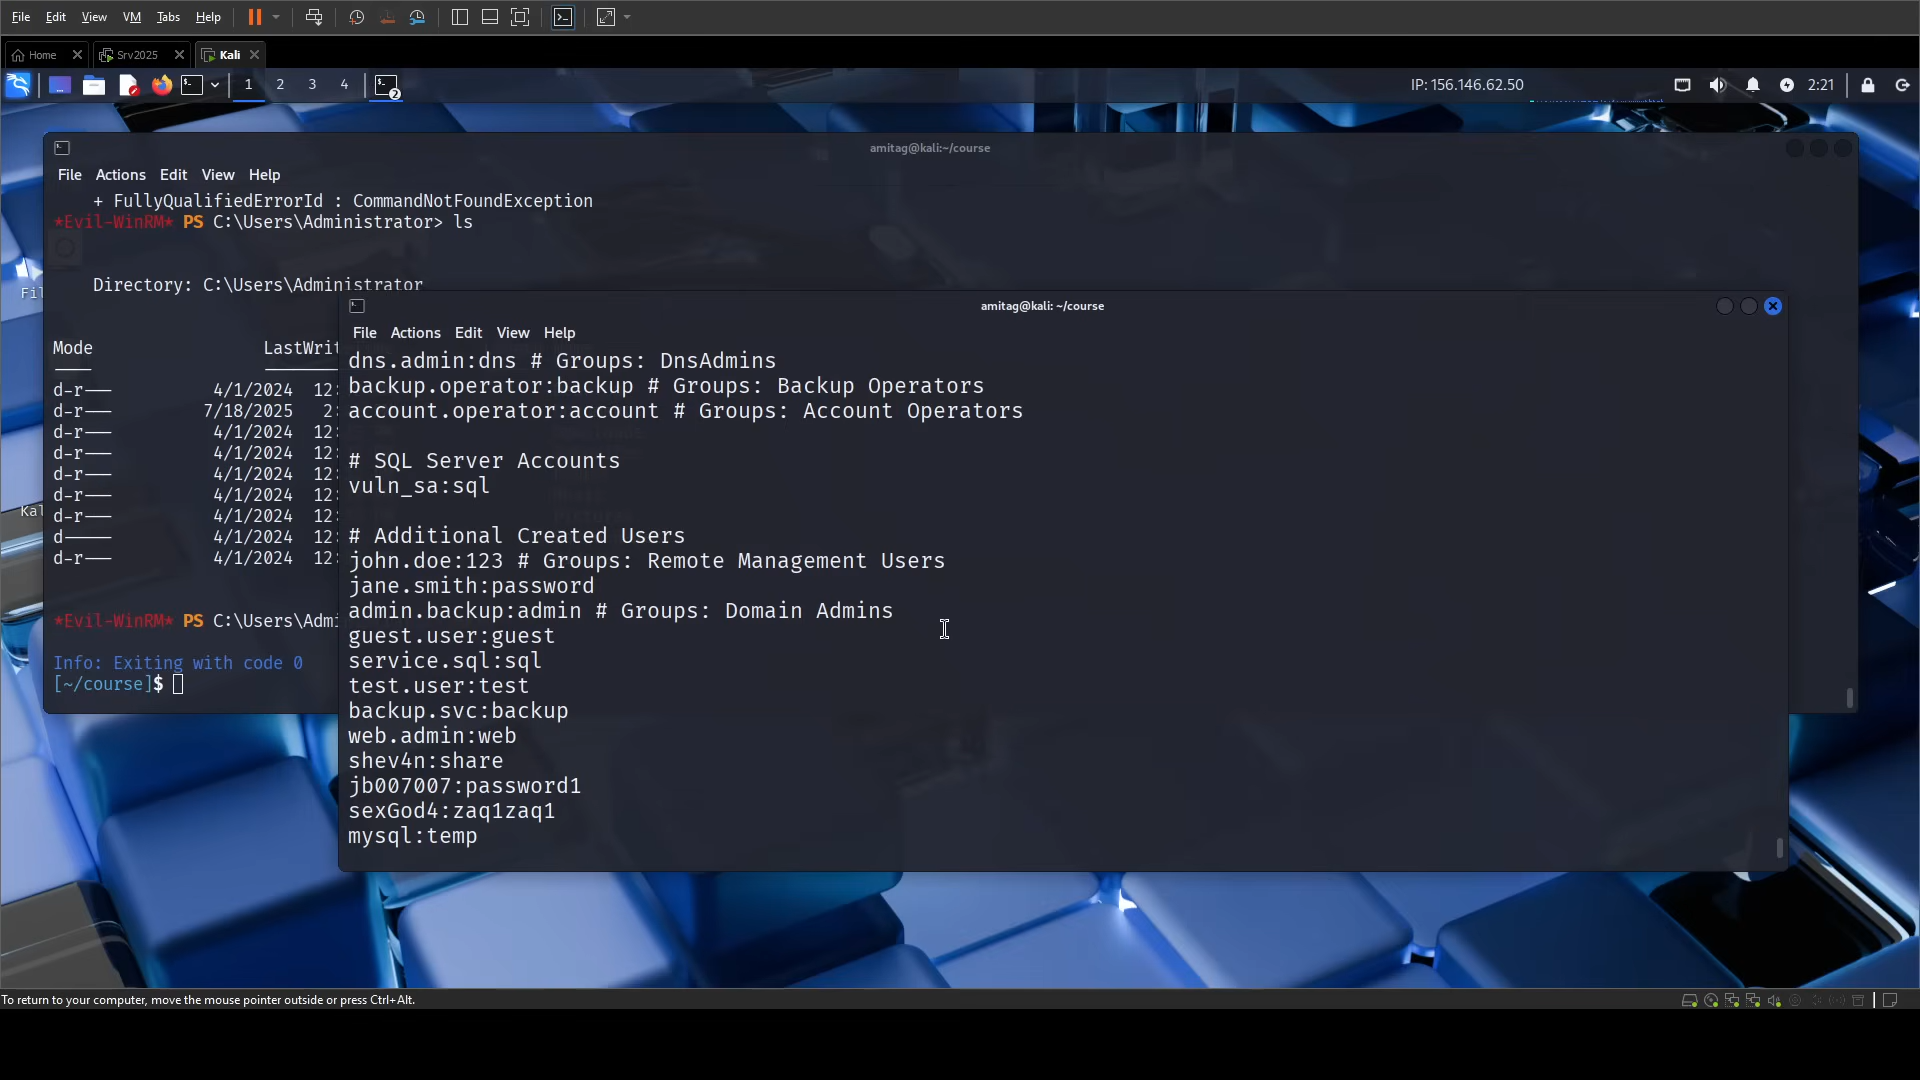 File Edit View VM Tabs Help
Home Srv2025 Kali
1 2 3 4 2 IP: 156.146.62.50 2:21
amitag@kali:~/course
File Actions Edit View Help
+ FullyQualifiedErrorId : CommandNotFoundException
*Evil-WinRM* PS C:\Users\Administrator> ls
Directory: C:\Users\Administrator
Mode LastWrit
d-r--- 4/1/2024 12:
d-r--- 7/18/2025 2:
d-r--- 4/1/2024 12:
d-r--- 4/1/2024 12:
d-r--- 4/1/2024 12:
d-r--- 4/1/2024 12:
d-r--- 4/1/2024 12:
d----- 4/1/2024 12:
d-r--- 4/1/2024 12:
*Evil-WinRM* PS C:\Users\Admi
Info: Exiting with code 0
[~/course]$
amitag@kali: ~/course
File Actions Edit View Help
dns.admin:dns # Groups: DnsAdmins
backup.operator:backup # Groups: Backup Operators
account.operator:account # Groups: Account Operators
# SQL Server Accounts
vuln_sa:sql
# Additional Created Users
john.doe:123 # Groups: Remote Management Users
jane.smith:password
admin.backup:admin # Groups: Domain Admins
guest.user:guest
service.sql:sql
test.user:test
backup.svc:backup
web.admin:web
shev4n:share
jb007007:password1
sexGod4:zaq1zaq1
mysql:temp
To return to your computer, move the mouse pointer outside or press Ctrl+Alt.